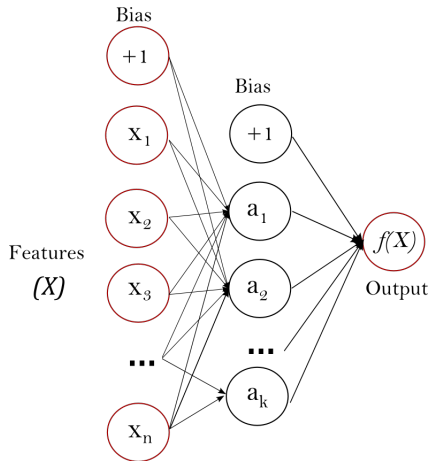 Bias
+1
x1
x2
x3
...
xn
Features
(X)
Bias
+1
a1
a2
...
ak
f(X)
Output